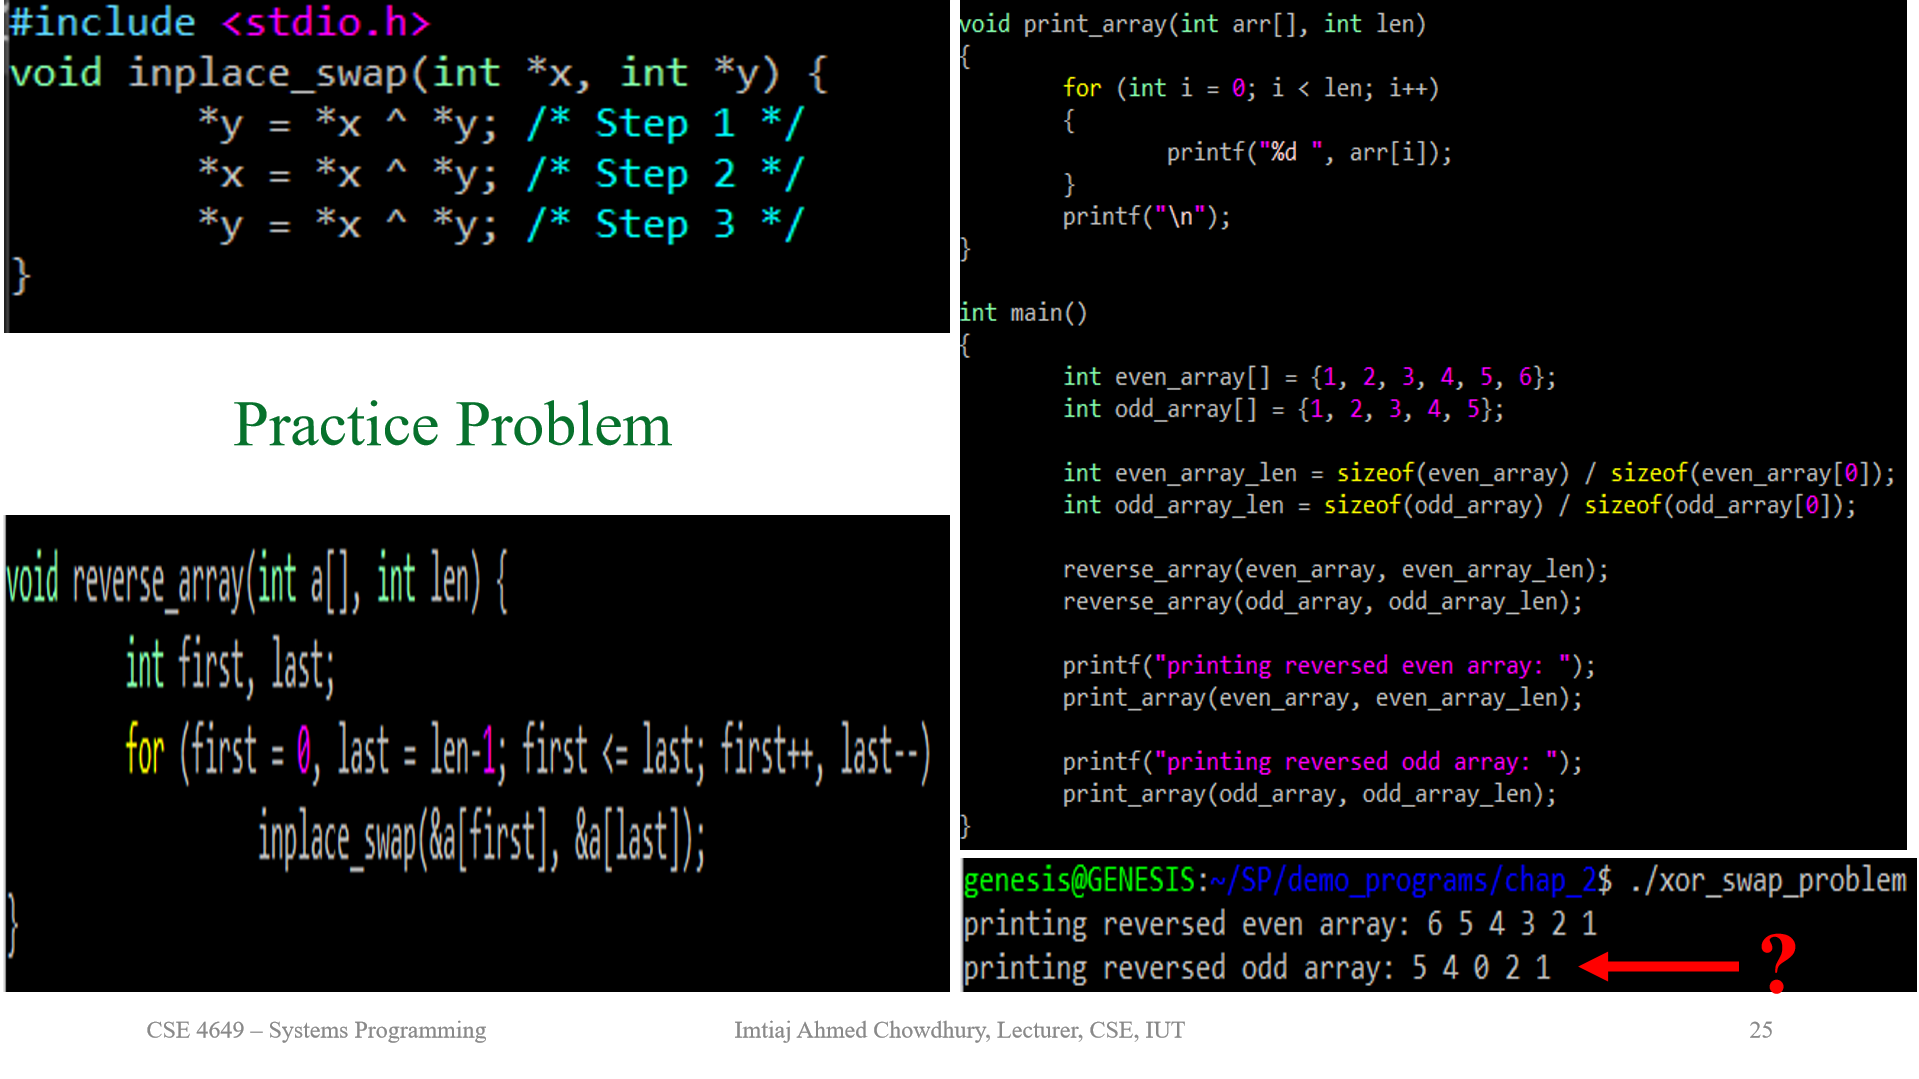 #include <stdio.h>
void inplace_swap(int *x, int *y) {
*y = *x ^ *y; /* Step 1 */
*x = *x ^ *y; /* Step 2 */
*y = *x ^ *y; /* Step 3 */
}
Practice Problem
void reverse_array(int a[], int len) {
int first, last;
for (first = 0, last = len-1; first <= last; first++, last--)
inplace_swap(&a[first], &a[last]);
}
void print_array(int arr[], int len)
{
for (int i = 0; i < len; i++)
{
printf("%d ", arr[i]);
}
printf("\n");
}
int main()
{
int even_array[] = {1, 2, 3, 4, 5, 6};
int odd_array[] = {1, 2, 3, 4, 5};
int even_array_len = sizeof(even_array) / sizeof(even_array[0]);
int odd_array_len = sizeof(odd_array) / sizeof(odd_array[0]);
reverse_array(even_array, even_array_len);
reverse_array(odd_array, odd_array_len);
printf("printing reversed even array: ");
print_array(even_array, even_array_len);
printf("printing reversed odd array: ");
print_array(odd_array, odd_array_len);
}
genesis@GENESIS:~/SP/demo_programs/chap_2$ ./xor_swap_problem
printing reversed even array: 6 5 4 3 2 1
printing reversed odd array: 5 4 0 2 1
?
CSE 4649 – Systems Programming
Imtiaj Ahmed Chowdhury, Lecturer, CSE, IUT
25